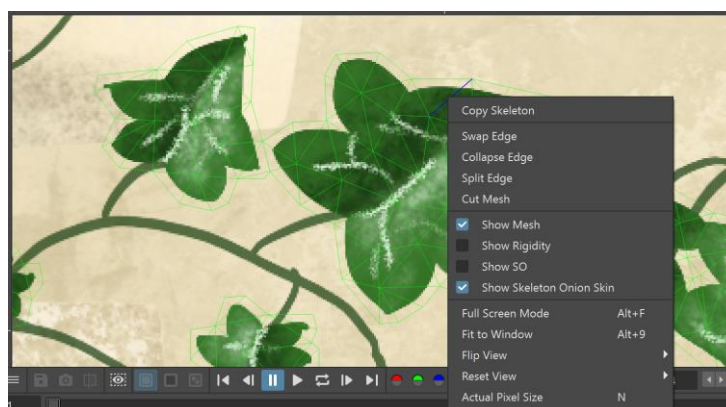 Copy Skeleton
Swap Edge
Collapse Edge
Split Edge
Cut Mesh
Show Mesh
Show Rigidity
Show SO
Show Skeleton Onion Skin
Full Screen Mode Alt+F
Fit to Window Alt+9
Flip View
Reset View
Actual Pixel Size N